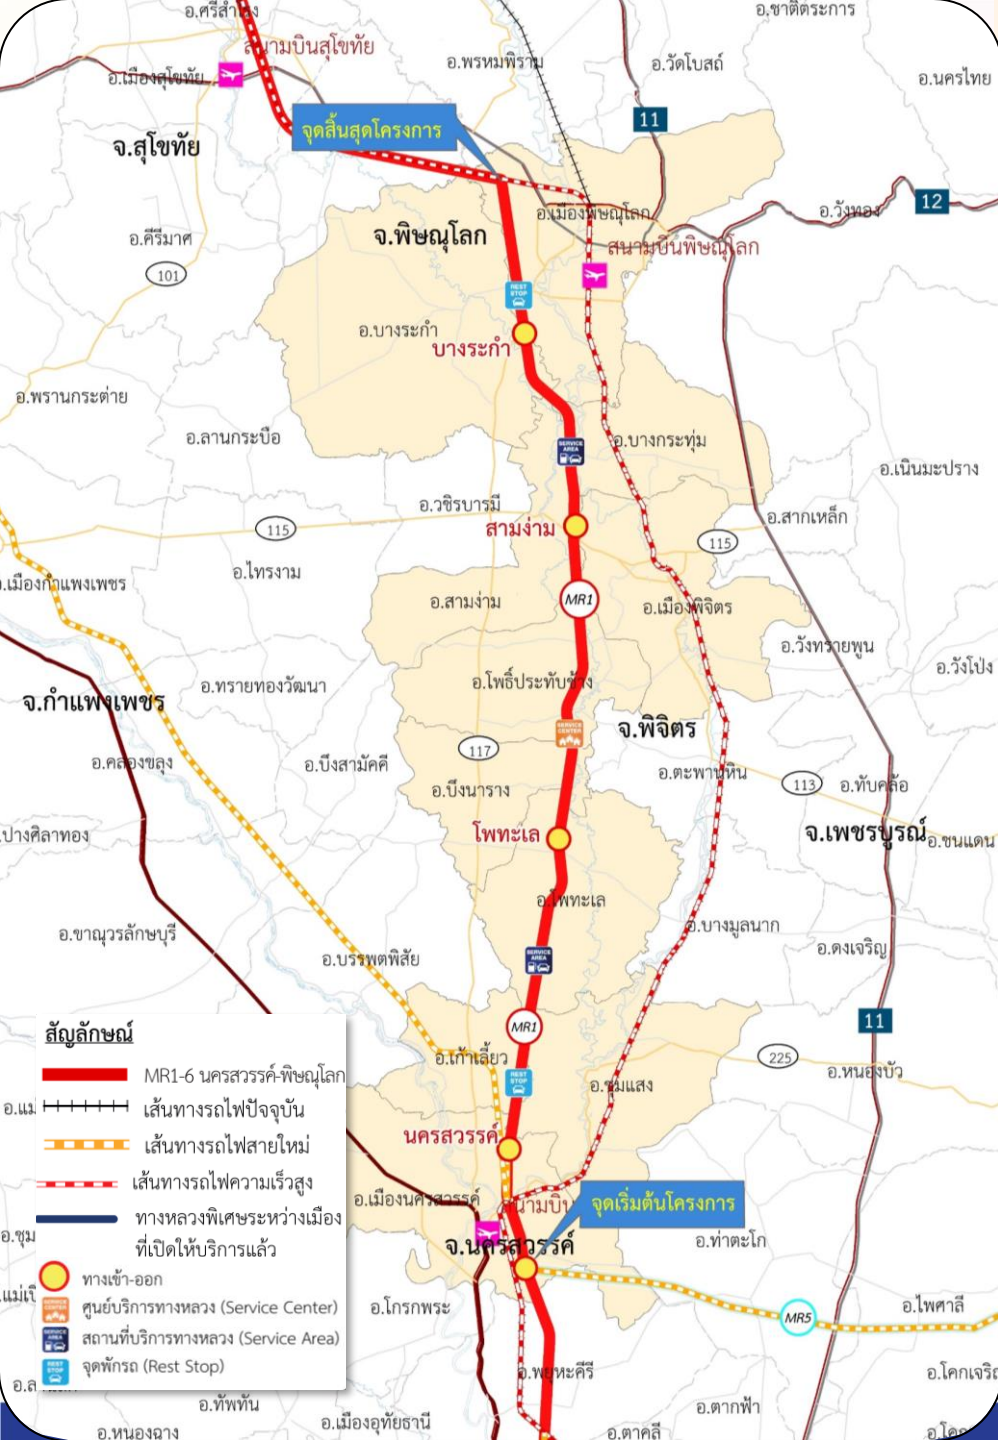 อ.ศรีสำโรง
อ.ชาติตระการ
สนามบินสุโขทัย
อ.พรหมพิราม
อ.วัดโบสถ์
อ.เมืองสุโขทัย
อ.นครไทย
11
จุดสิ้นสุดโครงการ
จ.สุโขทัย
12
อ.วังทอง
อ.เมืองพิษณุโลก
จ.พิษณุโลก
อ.คีรีมาศ
สนามบินพิษณุโลก
101
REST STOP
อ.บางระกำ
บางระกำ
อ.พรานกระต่าย
อ.ลานกระบือ
อ.บางกระทุ่ม
SERVICE AREA
อ.เนินมะปราง
อ.วชิรบารมี
อ.สากเหล็ก
115
สามง่าม
115
อ.เมืองกำแพงเพชร
อ.ไทรงาม
อ.สามง่าม
MR1
อ.เมืองพิจิตร
อ.วังทรายพูน
อ.วังโป่ง
อ.ทรายทองวัฒนา
อ.โพธิ์ประทับช้าง
จ.กำแพงเพชร
SERVICE CENTER
จ.พิจิตร
117
อ.คลองขลุง
อ.บึงสามัคคี
อ.ตะพานหิน
113
อ.ทับคล้อ
อ.บึงนาราง
.ปางศิลาทอง
โพทะเล
จ.เพชรบูรณ์
อ.ชนแดน
อ.โพทะเล
อ.ขาณุวรลักษบุรี
อ.บางมูลนาก
อ.ดงเจริญ
อ.บรรพตพิสัย
SERVICE AREA
11
MR1
อ.เก้าเลี้ยว
225
อ.หนองบัว
REST STOP
อ.ชุมแสง
นครสวรรค์
อ.เมืองนครสวรรค์
สนามบิน
จุดเริ่มต้นโครงการ
จ.นครสวรรค์
อ.ท่าตะโก
อ.โกรกพระ
อ.ไพศาลี
MR5
อ.พยุหะคีรี
อ.โคกเจริญ
อ.ทัพทัน
อ.ตากฟ้า
อ.หนองฉาง
อ.เมืองอุทัยธานี
อ.ตาคลี
อ.แม่
อ.ชุม
.แม่เปิ
สัญลักษณ์
MR1-6 นครสวรรค์-พิษณุโลก
เส้นทางรถไฟปัจจุบัน
เส้นทางรถไฟสายใหม่
เส้นทางรถไฟความเร็วสูง
ทางหลวงพิเศษระหว่างเมือง
ที่เปิดให้บริการแล้ว
ทางเข้า-ออก
SERVICE CENTER ศูนย์บริการทางหลวง (Service Center)
SERVICE AREA สถานที่บริการทางหลวง (Service Area)
REST STOP จุดพักรถ (Rest Stop)